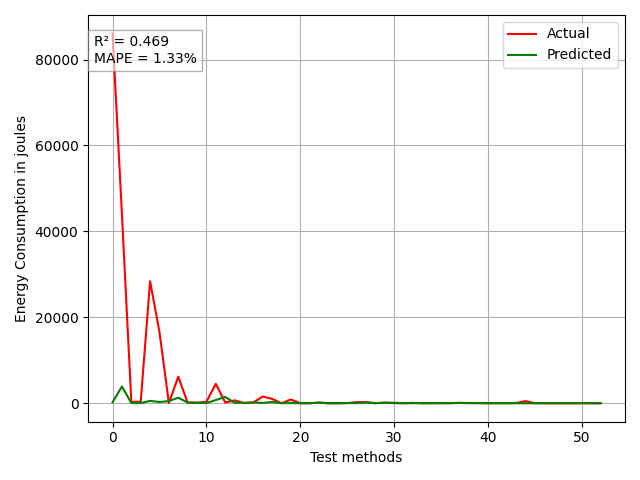 R² = 0.469
MAPE = 1.33%
Actual
Predicted
80000
60000
40000
20000
0
Energy Consumption in joules
0 10 20 30 40 50
Test methods